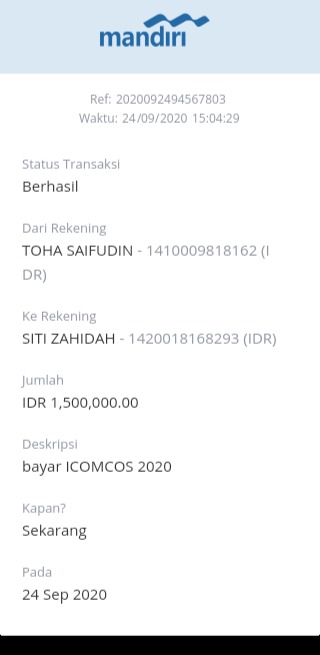 mandiri
Ref: 2020092494567803
Waktu: 24/09/2020 15:04:29
Status Transaksi
Berhasil
Dari Rekening
TOHA SAIFUDIN - 1410009818162 (I
DR)
Ke Rekening
SITI ZAHIDAH - 1420018168293 (IDR)
Jumlah
IDR 1,500,000.00
Deskripsi
bayar ICOMCOS 2020
Kapan?
Sekarang
Pada
24 Sep 2020